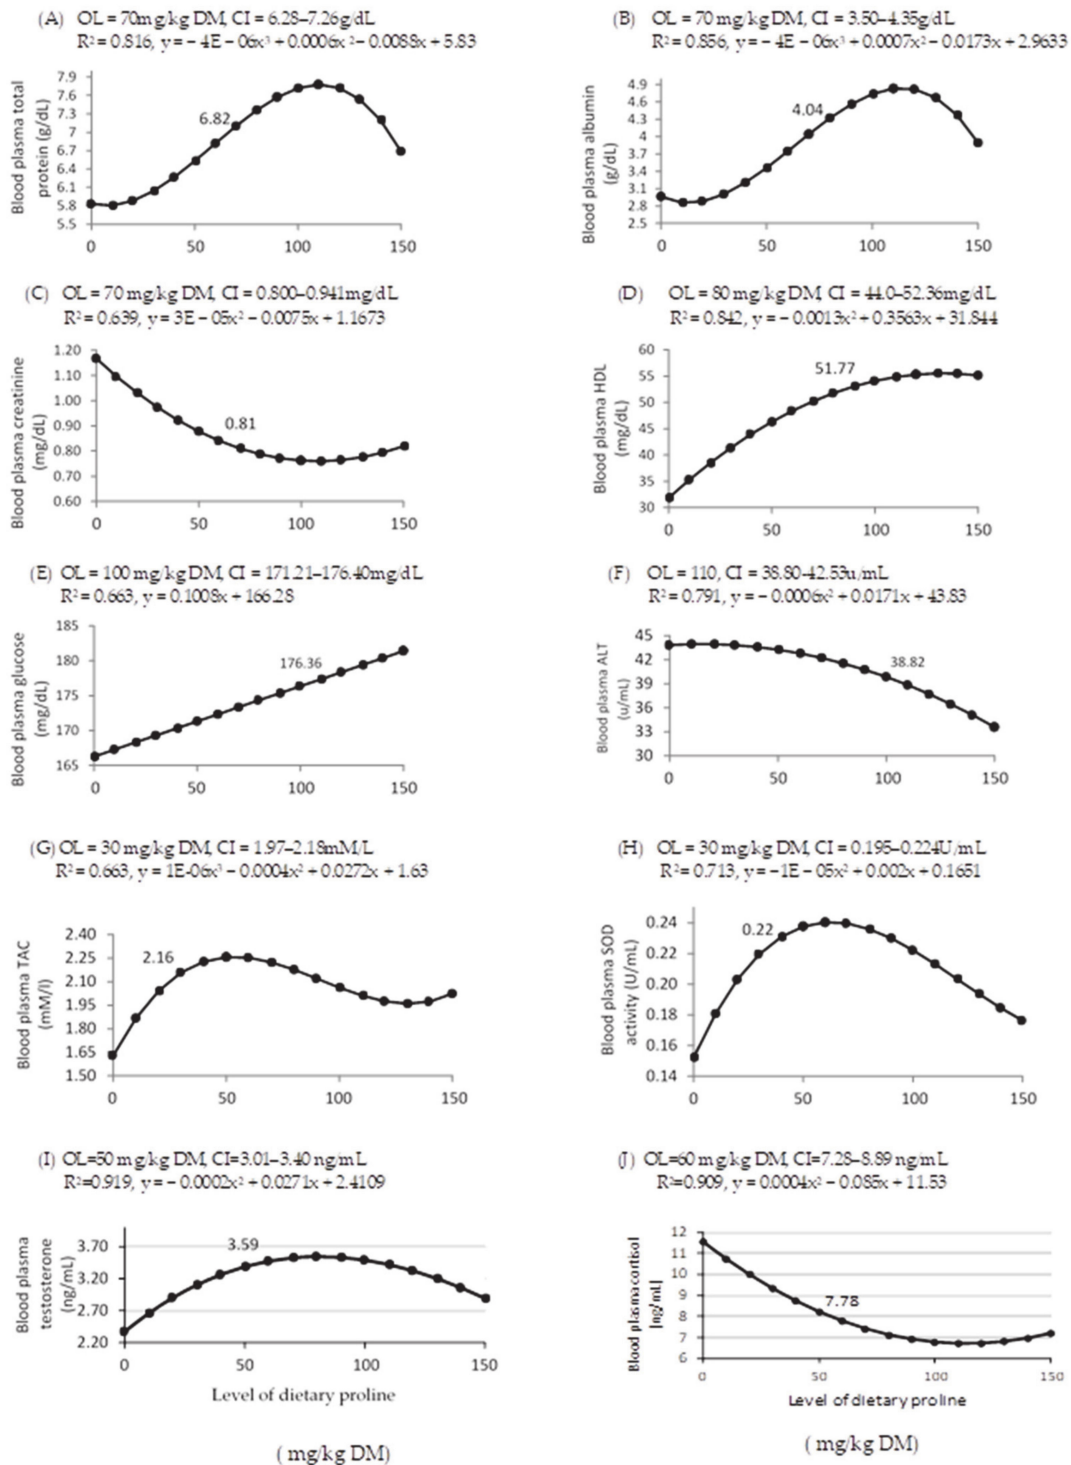 (A) OL = 70mg/kg DM, CI = 6.28–7.26g/dL
R² = 0.816, y = – 4E – 06x³ + 0.0006x² – 0.0088x + 5.83
Blood plasma total
protein (g/dL)
7.9
7.6
7.3
7
6.7
6.4
6.1
5.8
5.5
6.82
0 50 100 150
(B) OL = 70 mg/kg DM, CI = 3.50–4.35g/dL
R² = 0.856, y = – 4E – 06x³ + 0.0007x² – 0.0173x + 2.9633
Blood plasma albumin
(g/dL)
4.9
4.6
4.3
4
3.7
3.4
3.1
2.8
2.5
4.04
0 50 100 150
(C) OL = 70 mg/kg DM, CI = 0.800–0.941mg/dL
R² = 0.639, y = 3E – 05x² – 0.0075x + 1.1673
Blood plasma creatinine
(mg/dL)
1.20
1.10
1.00
0.90
0.80
0.70
0.60
0.81
0 50 100 150
(D) OL = 80 mg/kg DM, CI = 44.0–52.36mg/dL
R² = 0.842, y = – 0.0013x² + 0.3563x + 31.844
Blood plasma HDL
(mg/dL)
60
55
50
45
40
35
30
51.77
0 50 100 150
(E) OL = 100 mg/kg DM, CI = 171.21–176.40mg/dL
R² = 0.663, y = 0.1008x + 166.28
Blood plasma glucose
(mg/dL)
185
180
175
170
165
176.36
0 50 100 150
(F) OL = 110, CI = 38.80-42.53u/mL
R² = 0.791, y = – 0.0006x² + 0.0171x + 43.83
Blood plasma ALT
(u/mL)
45
42
39
36
33
30
38.82
0 50 100 150
(G) OL = 30 mg/kg DM, CI = 1.97–2.18mM/L
R² = 0.663, y = 1E-06x³ – 0.0004x² + 0.0272x + 1.63
Blood plasma TAC
(mM/l)
2.40
2.25
2.10
1.95
1.80
1.65
1.50
2.16
0 50 100 150
(H) OL = 30 mg/kg DM, CI = 0.195–0.224U/mL
R² = 0.713, y = –1E – 05x² + 0.002x + 0.1651
Blood plasma SOD
activity (U/mL)
0.24
0.22
0.20
0.18
0.16
0.14
0.22
0 50 100 150
(I) OL=50 mg/kg DM, CI=3.01–3.40 ng/mL
R²=0.919, y = – 0.0002x² + 0.0271x + 2.4109
Blood plasma
testosterone
(ng/mL)
3.70
3.20
2.70
2.20
3.59
0 50 100 150
Level of dietary proline
( mg/kg DM)
(J) OL=60 mg/kg DM, CI=7.28–8.89 ng/mL
R²=0.909, y = 0.0004x² – 0.085x + 11.53
Blood plasma cortisol
[ng/mL]
12
11
10
9
8
7
6
7.78
0 50 100 150
Level of dietary proline
( mg/kg DM)